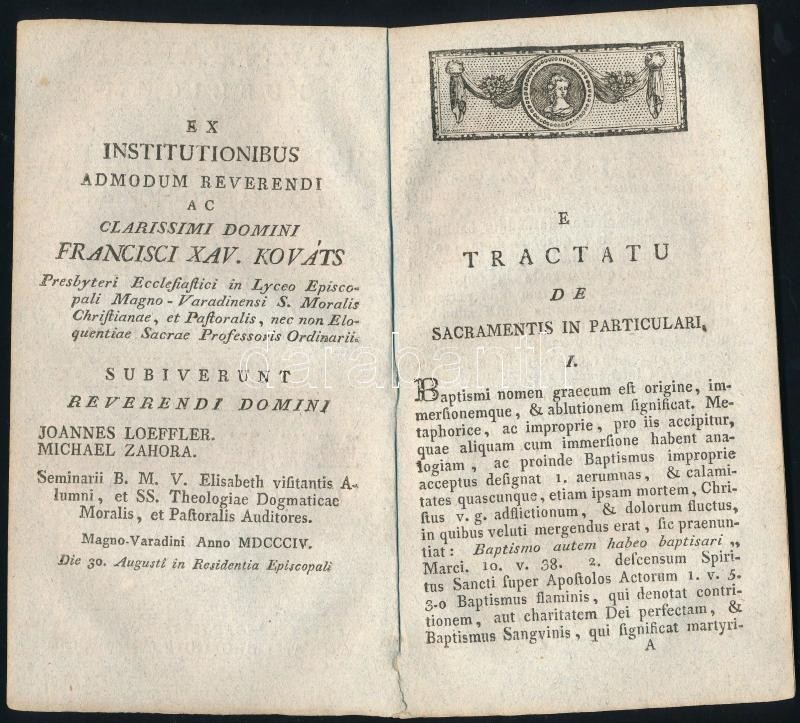 EX
INSTITUTIONIBUS
ADMODUM REVERENDI
AC
CLARISSIMI DOMINI
FRANCISCI XAV. KOVÁTS
Presbyteri Eccleſiaſtici in Lyceo Episco-
pali Magno-Varadinensi S. Moralis
Chriſtianae, et Paſtoralis, nec non Elo-
quentiae Sacrae Profesſoris Ordinarii.
SUBIVERUNT
REVERENDI DOMINI
JOANNES LOEFFLER.
MICHAEL ZAHORA.
Seminarii B. M. V. Elisabeth viſitantis A-
lumni, et SS. Theologiae Dogmaticae
Moralis, et Paſtoralis Auditores.
Magno-Varadini Anno MDCCCIV.
Die 30. Augusti in Residentia Episcopali
E
TRACTATU
DE
SACRAMENTIS IN PARTICULARI,
I.
Baptismi nomen graecum eſt origine, im-
merſionemque, & ablutionem ſignificat. Me-
taphorice, ac improprie, pro iis accipitur,
quae aliquam cum immerſione habent ana-
logiam, ac proinde Baptismus improprie
acceptus deſignat 1. aerumnas, & calami-
tates quascunque, etiam ipsam mortem, Chri-
ſtus v. g. adflictionum, & dolorum fluctus,
in quibus veluti mergendus erat, ſic praenun-
tiat: Baptismo autem habeo baptisari „
Marci. 10. v. 38. 2. deſcensum Spiri-
tus Sancti ſuper Apoſtolos Actorum 1. v. 5.
3-o Baptismus flaminis, qui denotat contri-
tionem, aut charitatem Dei perfectam, &
Baptismus Sangvinis, qui ſignificat martyri-
A
darabanth